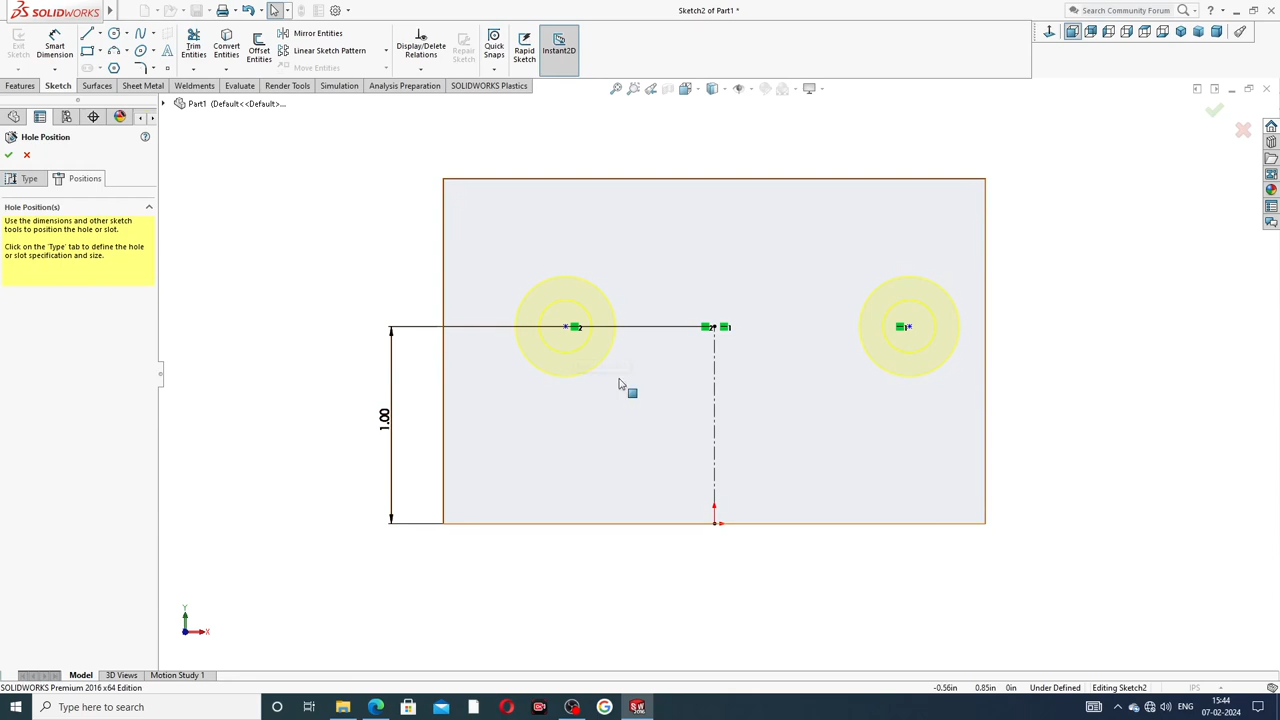 SOLIDWORKS
Sketch2 of Part1 *
Search Community Forum
Exit Sketch
Smart Dimension
Trim Entities
Convert Entities
Offset Entities
Mirror Entities
Linear Sketch Pattern
Move Entities
Display/Delete Relations
Repair Sketch
Quick Snaps
Rapid Sketch
Instant2D
Features
Sketch
Surfaces
Sheet Metal
Weldments
Evaluate
Render Tools
Simulation
Analysis Preparation
SOLIDWORKS Plastics
Part1 (Default<<Default>...
Hole Position
Type
Positions
Hole Position(s)
Use the dimensions and other sketch
tools to position the hole or slot.
Click on the 'Type' tab to define the hole
or slot specification and size.
2
2
1
1
1.00
Y
X
Model
3D Views
Motion Study 1
SOLIDWORKS Premium 2016 x64 Edition
-0.56in
0.85in
0in
Under Defined
Editing Sketch2
IPS
Type here to search
ENG
15:44
07-02-2024